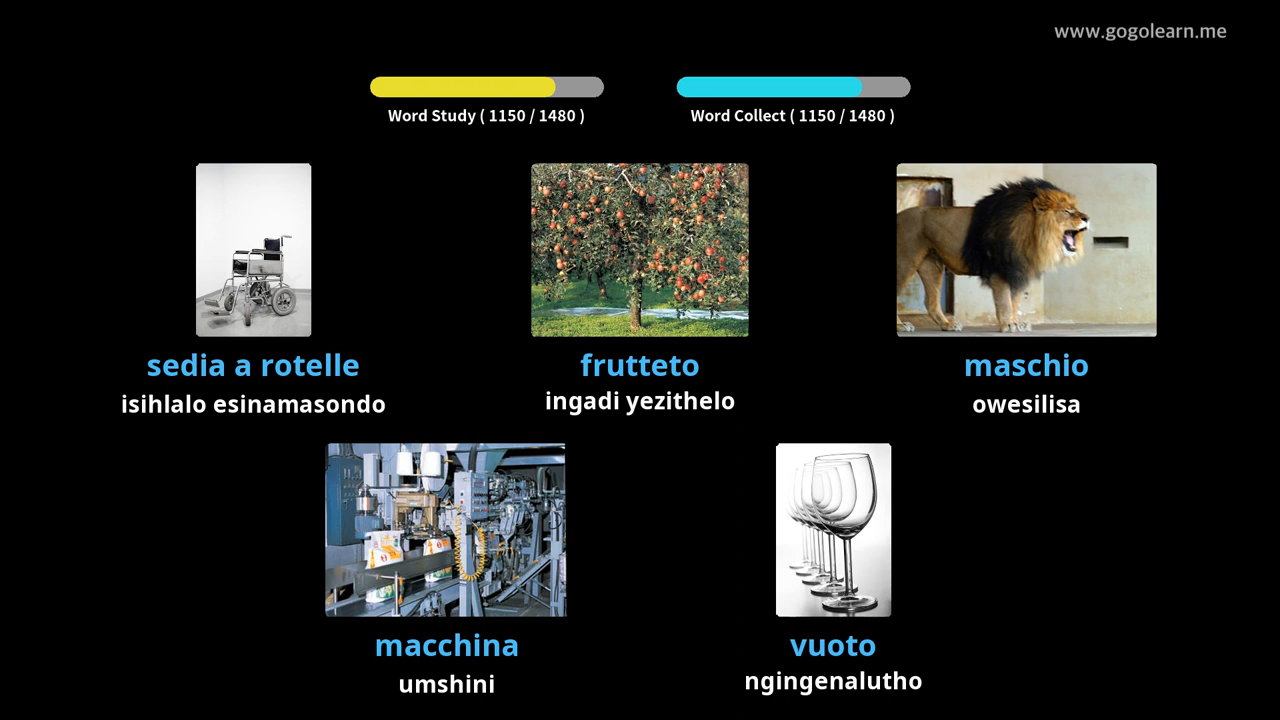 www.gogolearn.me
Word Study ( 1150 / 1480 )
Word Collect ( 1150 / 1480 )
sedia a rotelle
isihlalo esinamasondo
frutteto
ingadi yezithelo
maschio
owesilisa
macchina
umshini
vuoto
ngingenalutho